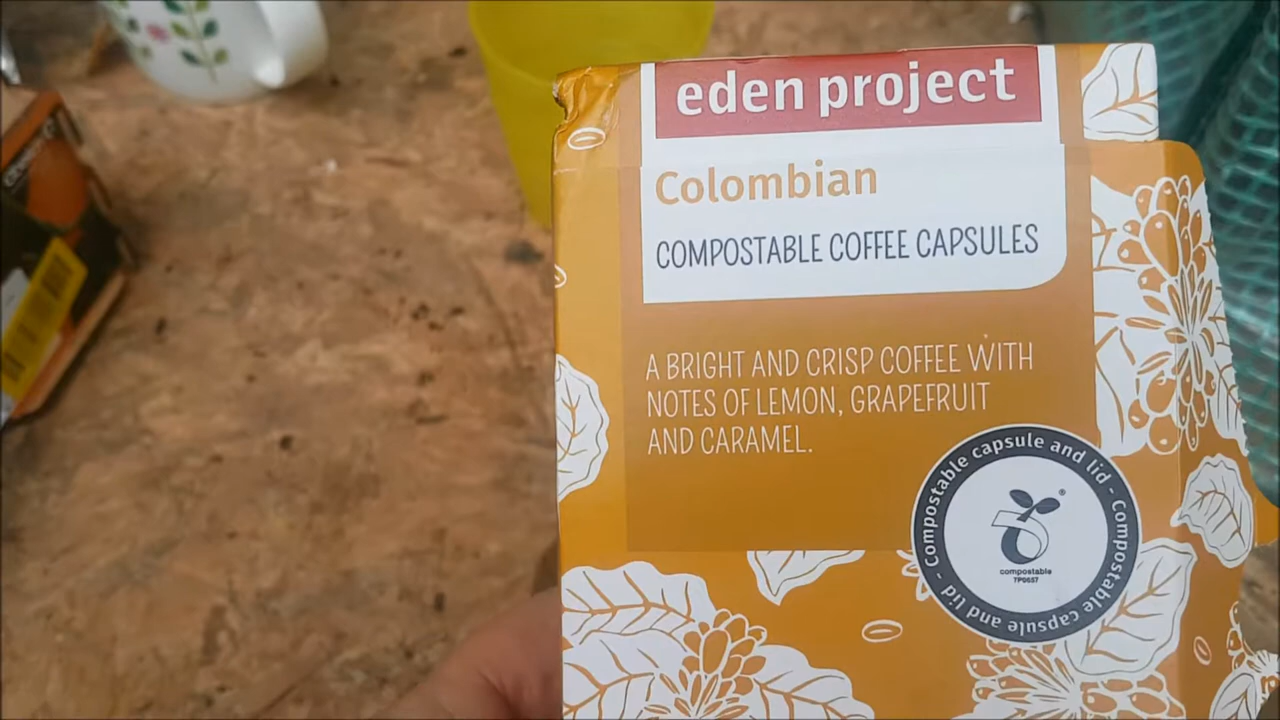 eden project
Colombian
COMPOSTABLE COFFEE CAPSULES
A BRIGHT AND CRISP COFFEE WITH
NOTES OF LEMON, GRAPEFRUIT
AND CARAMEL.
Compostable capsule and lid - Compostable capsule and lid -
compostable
7P0657